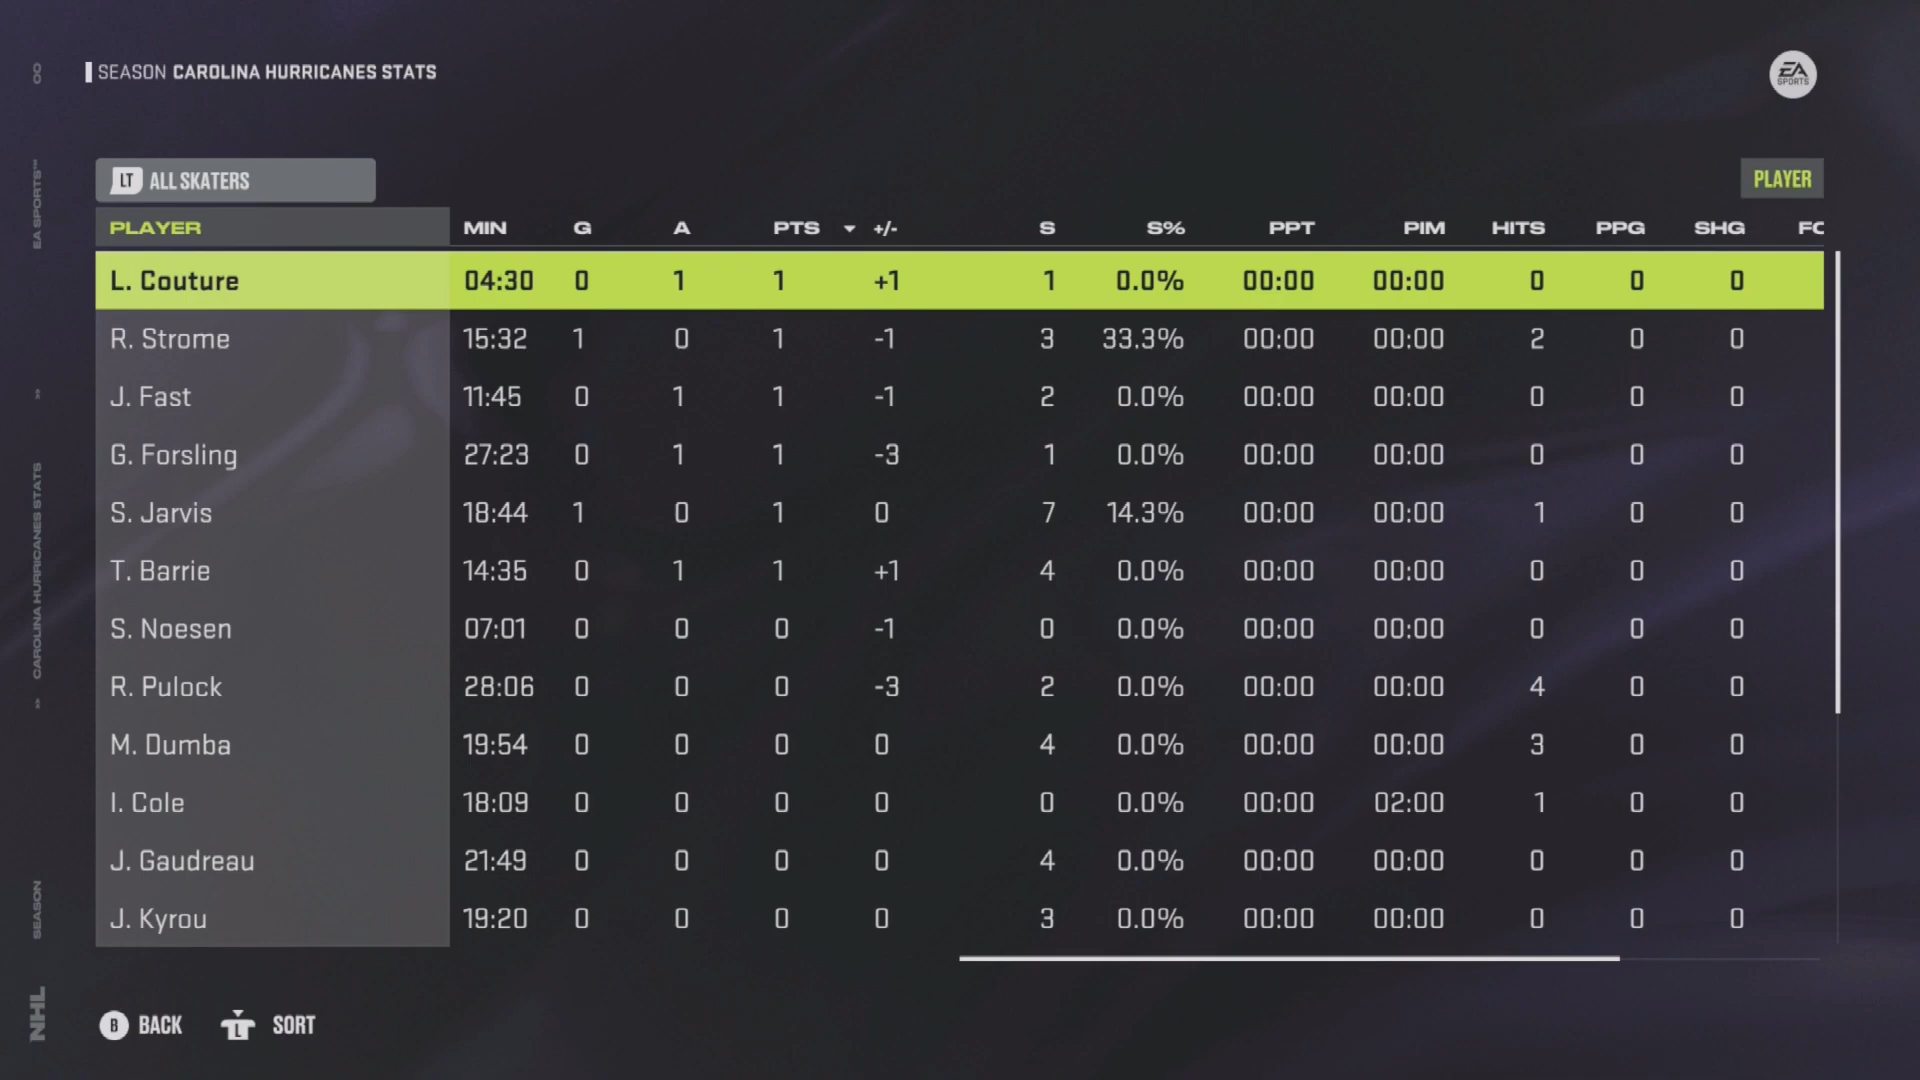 SEASON CAROLINA HURRICANES STATS
EA SPORTS
LT ALL SKATERS
PLAYER
PLAYER MIN G A PTS +/- S S% PPT PIM HITS PPG SHG FC
L. Couture 04:30 0 1 1 +1 1 0.0% 00:00 00:00 0 0 0
R. Strome 15:32 1 0 1 -1 3 33.3% 00:00 00:00 2 0 0
J. Fast 11:45 0 1 1 -1 2 0.0% 00:00 00:00 0 0 0
G. Forsling 27:23 0 1 1 -3 1 0.0% 00:00 00:00 0 0 0
S. Jarvis 18:44 1 0 1 0 7 14.3% 00:00 00:00 1 0 0
T. Barrie 14:35 0 1 1 +1 4 0.0% 00:00 00:00 0 0 0
S. Noesen 07:01 0 0 0 -1 0 0.0% 00:00 00:00 0 0 0
R. Pulock 28:06 0 0 0 -3 2 0.0% 00:00 00:00 4 0 0
M. Dumba 19:54 0 0 0 0 4 0.0% 00:00 00:00 3 0 0
I. Cole 18:09 0 0 0 0 0 0.0% 00:00 02:00 1 0 0
J. Gaudreau 21:49 0 0 0 0 4 0.0% 00:00 00:00 0 0 0
J. Kyrou 19:20 0 0 0 0 3 0.0% 00:00 00:00 0 0 0
B BACK L SORT
NHL SEASON » CAROLINA HURRICANES STATS » EA SPORTS™